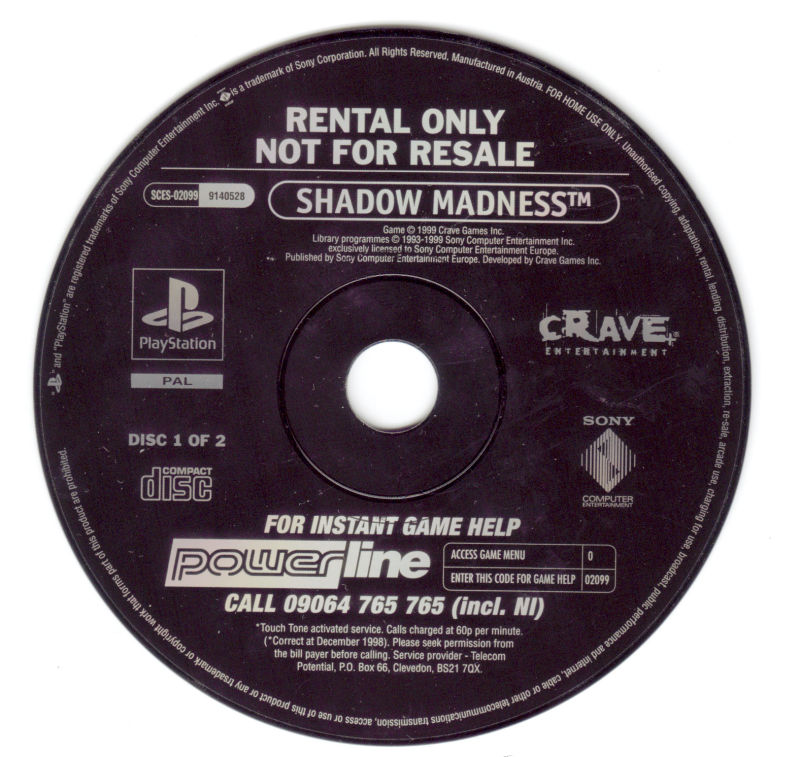 RENTAL ONLY
NOT FOR RESALE
SCES-02099 9140528
SHADOW MADNESS™
Game © 1999 Crave Games Inc.
Library programmes © 1993-1999 Sony Computer Entertainment Inc.
exclusively licensed to Sony Computer Entertainment Europe.
Published by Sony Computer Entertainment Europe. Developed by Crave Games Inc.
PlayStation
PAL
CRAVE®
ENTERTAINMENT
DISC 1 OF 2
COMPACT
disc
SONY
COMPUTER
ENTERTAINMENT
FOR INSTANT GAME HELP
powerline
ACCESS GAME MENU 0
ENTER THIS CODE FOR GAME HELP 02099
CALL 09064 765 765 (incl. NI)
*Touch Tone activated service. Calls charged at 60p per minute.
(*Correct at December 1998). Please seek permission from
the bill payer before calling. Service provider - Telecom
Potential, P.O. Box 66, Clevedon, BS21 7QX.
" " and "PlayStation" are registered trademarks of Sony Computer Entertainment Inc. is a trademark of Sony Corporation. All Rights Reserved. Manufactured in Austria. FOR HOME USE ONLY. Unauthorised copying, adaptation, rental, lending, distribution, extraction, re-sale, arcade use, charging for use, broadcast, public performance and internet, cable or other telecommunications transmission, access or use of this product or any trsademark or copyright work that forms part of this product are prohibited.